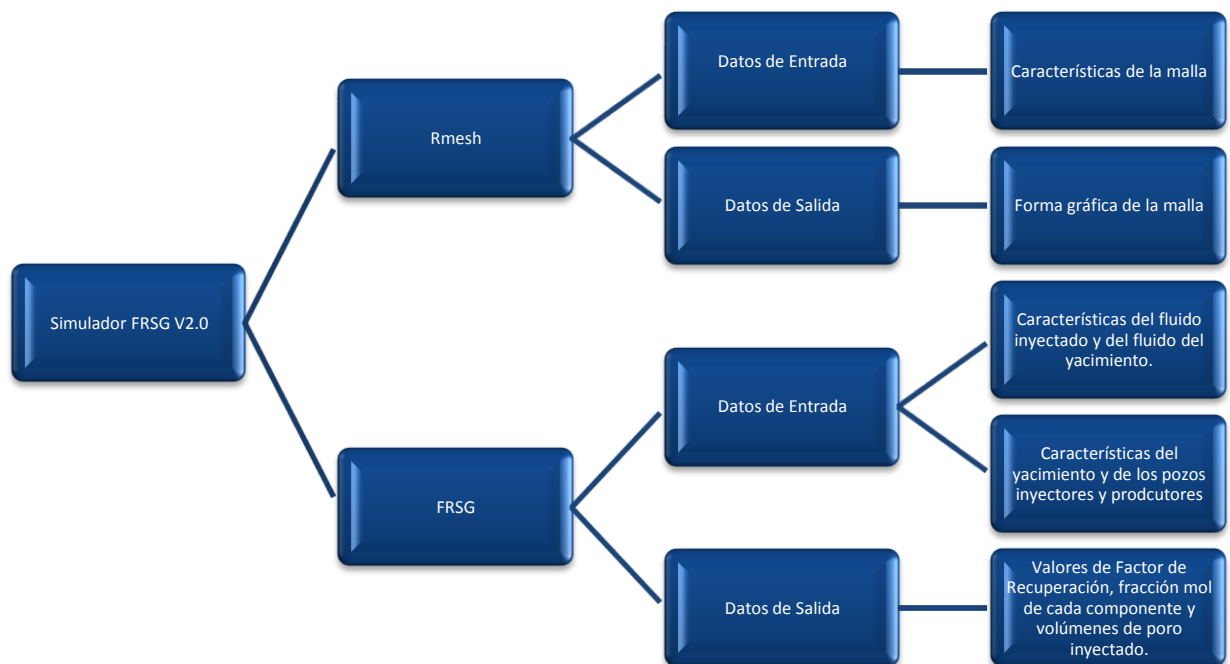 Datos de Entrada
Características de la malla
Rmesh
Datos de Salida
Forma gráfica de la malla
Simulador FRSG V2.0
Características del fluido
inyectado y del fluido del
yacimiento.
Datos de Entrada
Características del
yacimiento y de los pozos
inyectores y prodcutores
FRSG
Datos de Salida
Valores de Factor de
Recuperación, fracción mol
de cada componente y
volúmenes de poro
inyectado.